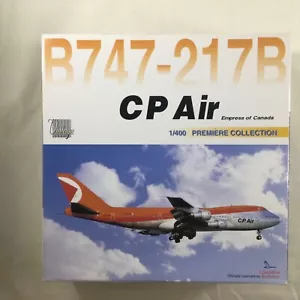 B747-217B
CP Air
Empress of Canada
1/400 PREMIERE COLLECTION
CP Air